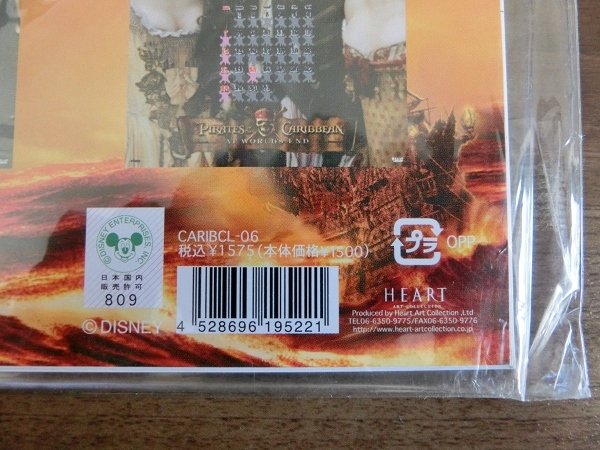 PIRATES CARIBBEAN
AT WORLD'S END
CARIBCL-06
税込¥1575(本体価格¥1500)
© DISNEY ENTERPRISES, INC.
日本国内
販売許可
809
© DISNEY
4 528696 195221
プラ OPP
HEART
ART COLLECTION
Produced by Heart Art Collection ,Ltd
TEL06-6350-9775/FAX06-6350-9776
http://www.heart-artcollection.co.jp